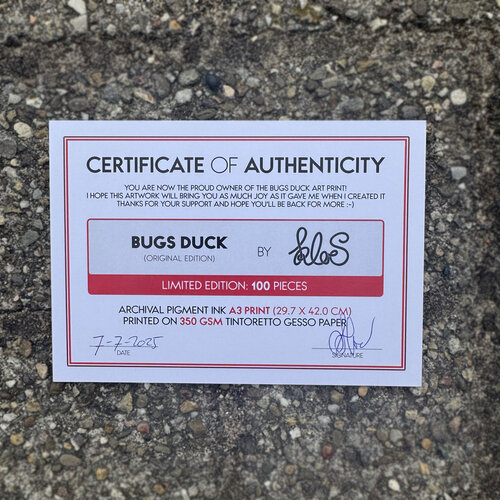 CERTIFICATE OF AUTHENTICITY
YOU ARE NOW THE PROUD OWNER OF THE BUGS DUCK ART PRINT!
I HOPE THIS ARTWORK WILL BRING YOU AS MUCH JOY AS IT GAVE ME WHEN I CREATED IT
THANKS FOR YOUR SUPPORT AND HOPE YOU'LL BE BACK FOR MORE :-)
BUGS DUCK
(ORIGINAL EDITION)
BY
LIMITED EDITION: 100 PIECES
ARCHIVAL PIGMENT INK A3 PRINT (29.7 X 42.0 CM)
PRINTED ON 350 GSM TINTORETTO GESSO PAPER
7-7-2025
DATE
SIGNATURE